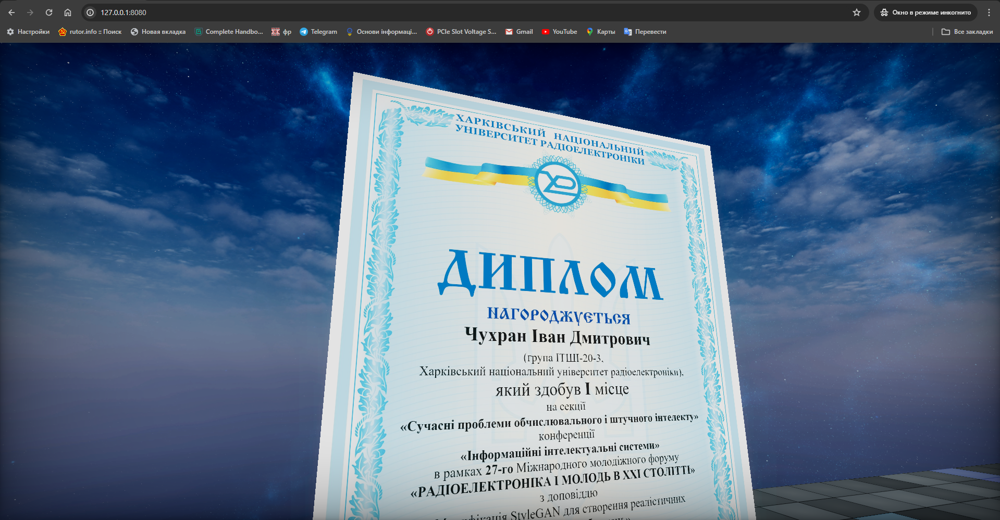 127.0.0.1:8080
Окно в режиме инкогнито
Настройки
rutor.info :: Поиск
Новая вкладка
Complete Handbo...
фр
Telegram
Основи інформаці...
PCIe Slot Voltage S...
Gmail
YouTube
Карты
Перевести
Все закладки
ХАРКІВСЬКИЙ НАЦІОНАЛЬНИЙ
УНІВЕРСИТЕТ РАДІОЕЛЕКТРОНІКИ
ДИПЛОМ
НАГОРОДЖУЄТЬСЯ
Чухран Іван Дмитрович
(група ІТШІ-20-3,
Харківський національний університет радіоелектроніки),
який здобув І місце
на секції
«Сучасні проблеми обчислювального і штучного інтелекту»
конференції
«Інформаційні інтелектуальні системи»
в рамках 27-го Міжнародного молодіжного форуму
«РАДІОЕЛЕКТРОНІКА І МОЛОДЬ В ХХІ СТОЛІТТІ»
з доповіддю
StyleGAN для створення реалістичних